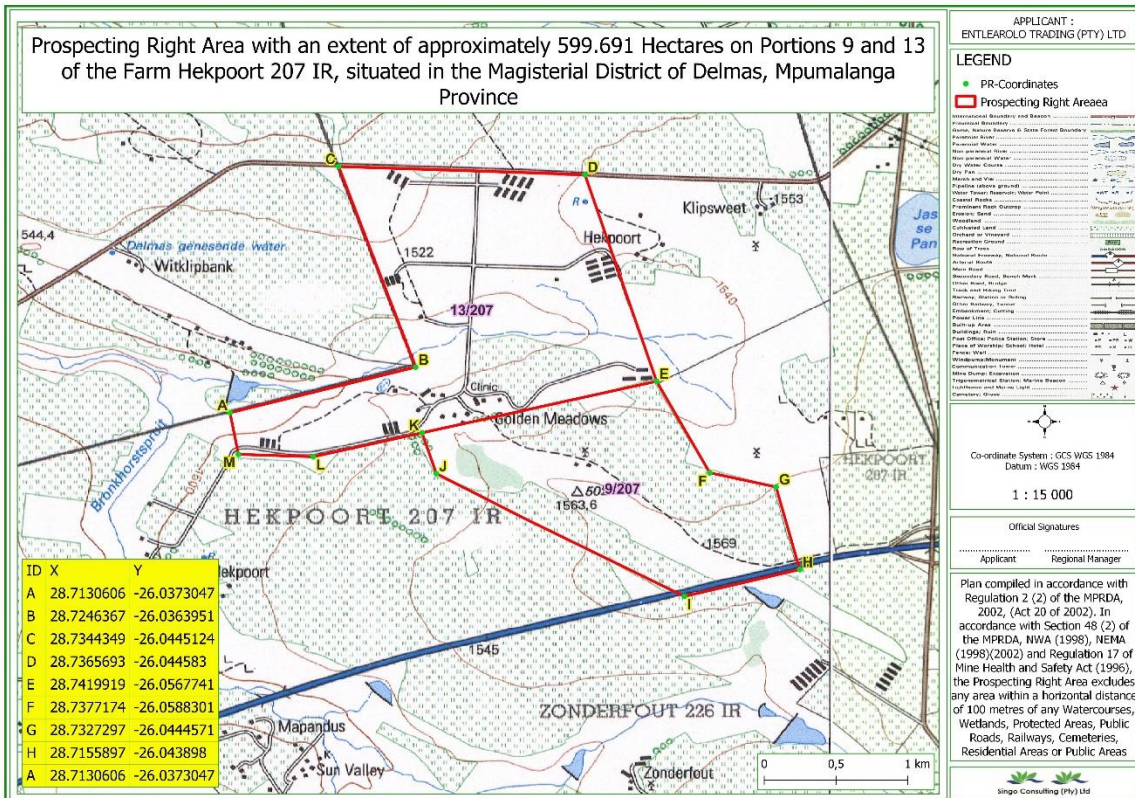 Prospecting Right Area with an extent of approximately 599.691 Hectares on Portions 9 and 13
of the Farm Hekpoort 207 IR, situated in the Magisterial District of Delmas, Mpumalanga
Province
C
D
R
Klipsweet
1553
Jas
se
Pan
544,4
Delmas genesende water
Witklipbank
1522
Hekpoort
1540
13/207
B
E
A
Clinic
Golden Meadows
K
M
L
J
F
G
HEKPOORT
207 IR
Bronkhorstspruit
1600
9/207
1563,6
HEKPOORT 207 IR
1569
H
R
ekpoort
I
1545
ZONDERFOUT 226 IR
Mapandus
K
Sun Valley
Zonderfout
0 0,5 1 km
ID X Y
A 28.7130606 -26.0373047
B 28.7246367 -26.0363951
C 28.7344349 -26.0445124
D 28.7365693 -26.044583
E 28.7419919 -26.0567741
F 28.7377174 -26.0588301
G 28.7327297 -26.0444571
H 28.7155897 -26.043898
A 28.7130606 -26.0373047
APPLICANT :
ENTLEAROLO TRADING (PTY) LTD
LEGEND
PR-Coordinates
Prospecting Right Areaea
Co-ordinate System : GCS WGS 1984
Datum : WGS 1984
1 : 15 000
Official Signatures
Applicant Regional Manager
Plan compiled in accordance with
Regulation 2 (2) of the MPRDA,
2002, (Act 20 of 2002). In
accordance with Section 48 (2) of
the MPRDA, NWA (1998), NEMA
(1998)(2002) and Regulation 17 of
Mine Health and Safety Act (1996),
the Prospecting Right Area excludes
any area within a horizontal distance
of 100 metres of any Watercourses,
Wetlands, Protected Areas, Public
Roads, Railways, Cemeteries,
Residential Areas or Public Areas
Singo Consulting (Pty) Ltd